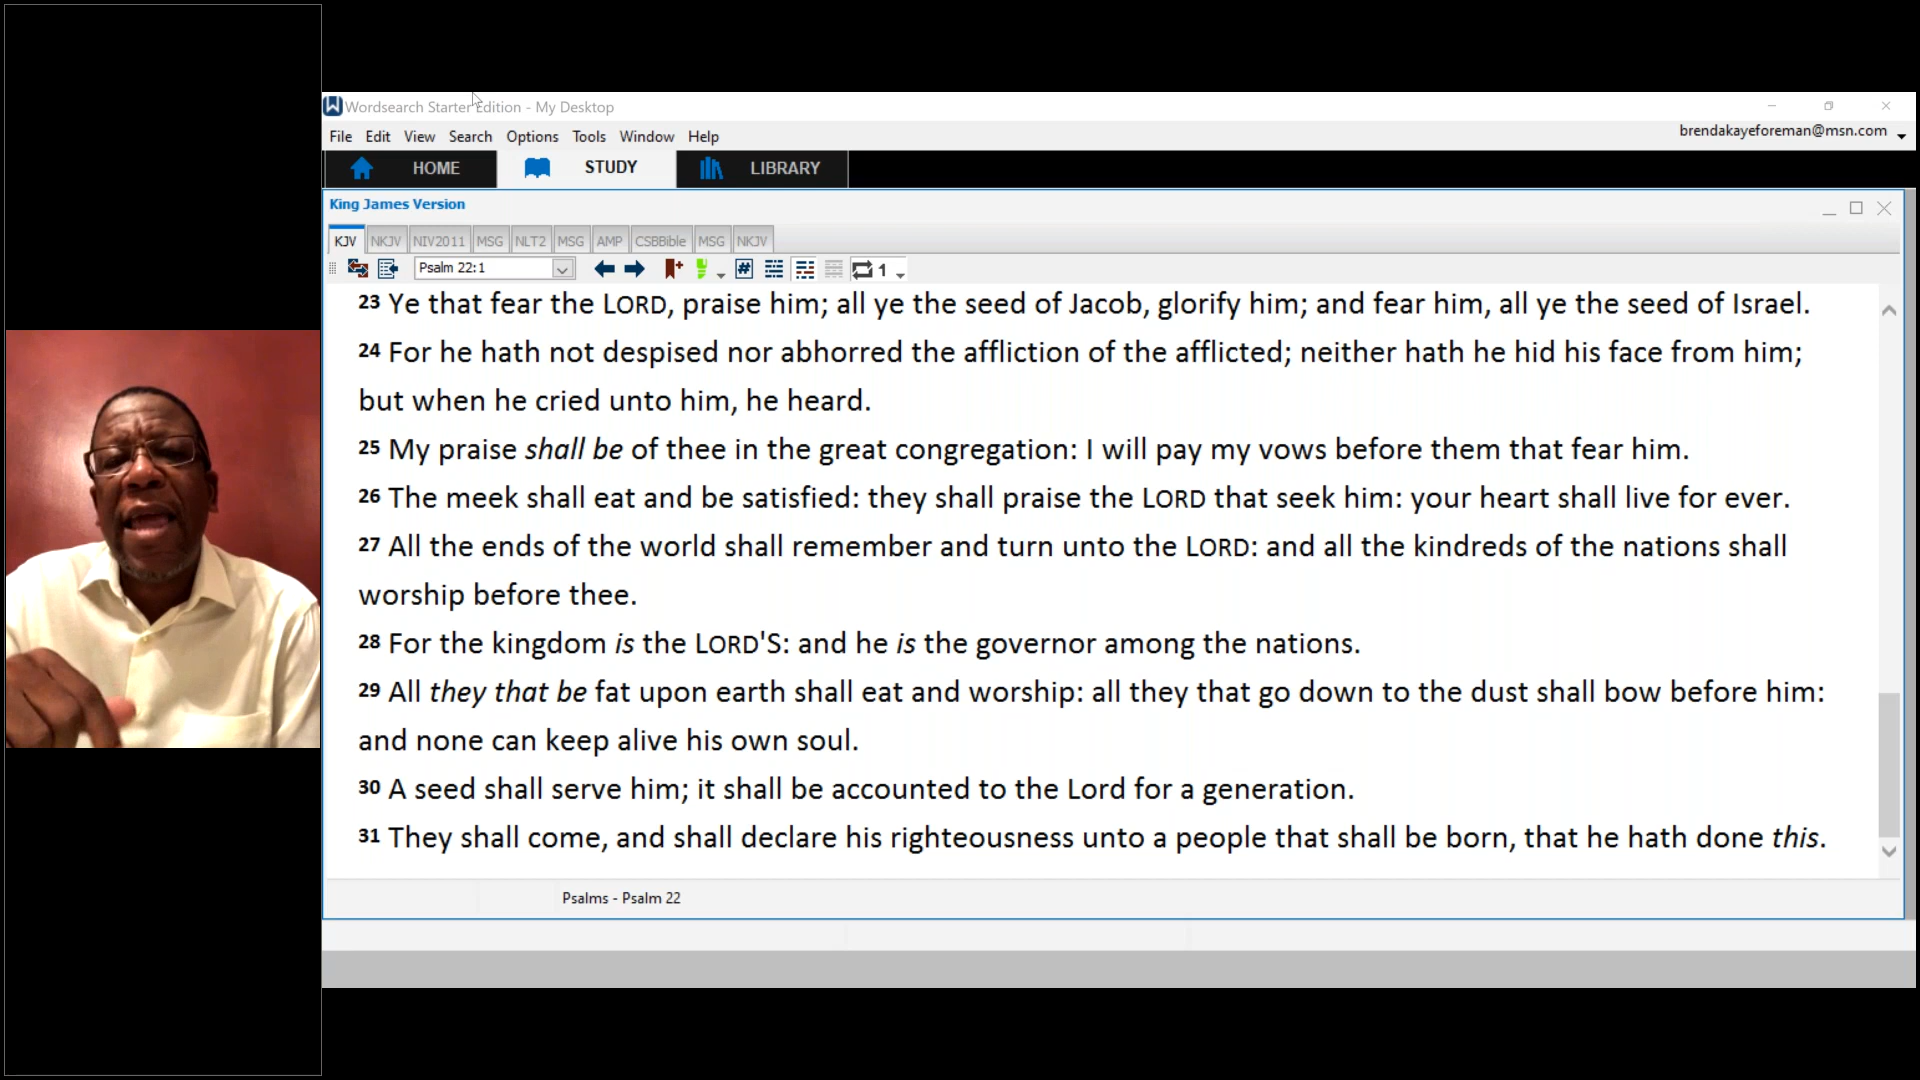 Wordsearch Starter Edition - My Desktop
File Edit View Search Options Tools Window Help
brendakayeforeman@msn.com
HOME STUDY LIBRARY
King James Version
KJV NKJV NIV2011 MSG NLT2 MSG AMP CSBBible MSG NKJV
Psalm 22:1 # 1
23 Ye that fear the LORD, praise him; all ye the seed of Jacob, glorify him; and fear him, all ye the seed of Israel.
24 For he hath not despised nor abhorred the affliction of the afflicted; neither hath he hid his face from him;
but when he cried unto him, he heard.
25 My praise shall be of thee in the great congregation: I will pay my vows before them that fear him.
26 The meek shall eat and be satisfied: they shall praise the LORD that seek him: your heart shall live for ever.
27 All the ends of the world shall remember and turn unto the LORD: and all the kindreds of the nations shall
worship before thee.
28 For the kingdom is the LORD'S: and he is the governor among the nations.
29 All they that be fat upon earth shall eat and worship: all they that go down to the dust shall bow before him:
and none can keep alive his own soul.
30 A seed shall serve him; it shall be accounted to the Lord for a generation.
31 They shall come, and shall declare his righteousness unto a people that shall be born, that he hath done this.
Psalms - Psalm 22